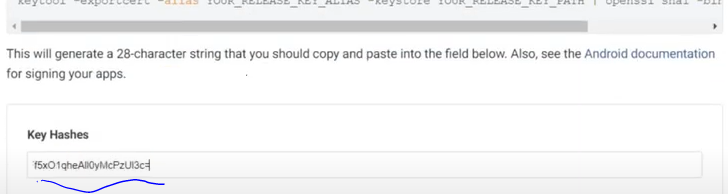 keytool -exportcert -alias YOUR_RELEASE_KEY_ALIAS -keystore YOUR_RELEASE_KEY_PATH | openssl sha1 -bin
This will generate a 28-character string that you should copy and paste into the field below. Also, see the Android documentation
for signing your apps.
Key Hashes
f5xO1qheAll0yMcPzUl3c=